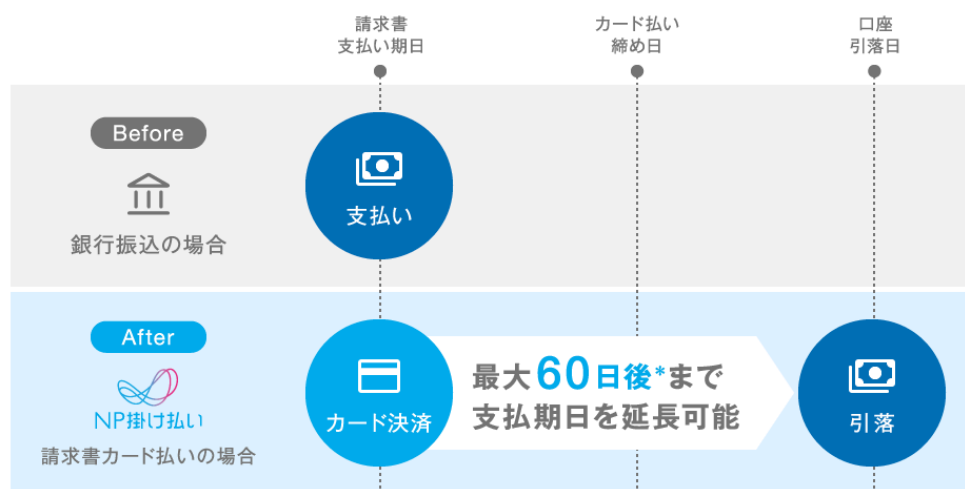 請求書
支払い期日
カード払い
締め日
口座
引落日
Before
銀行振込の場合
支払い
After
NP掛け払い
請求書カード払いの場合
カード決済
最大60日後*まで
支払期日を延長可能
引落